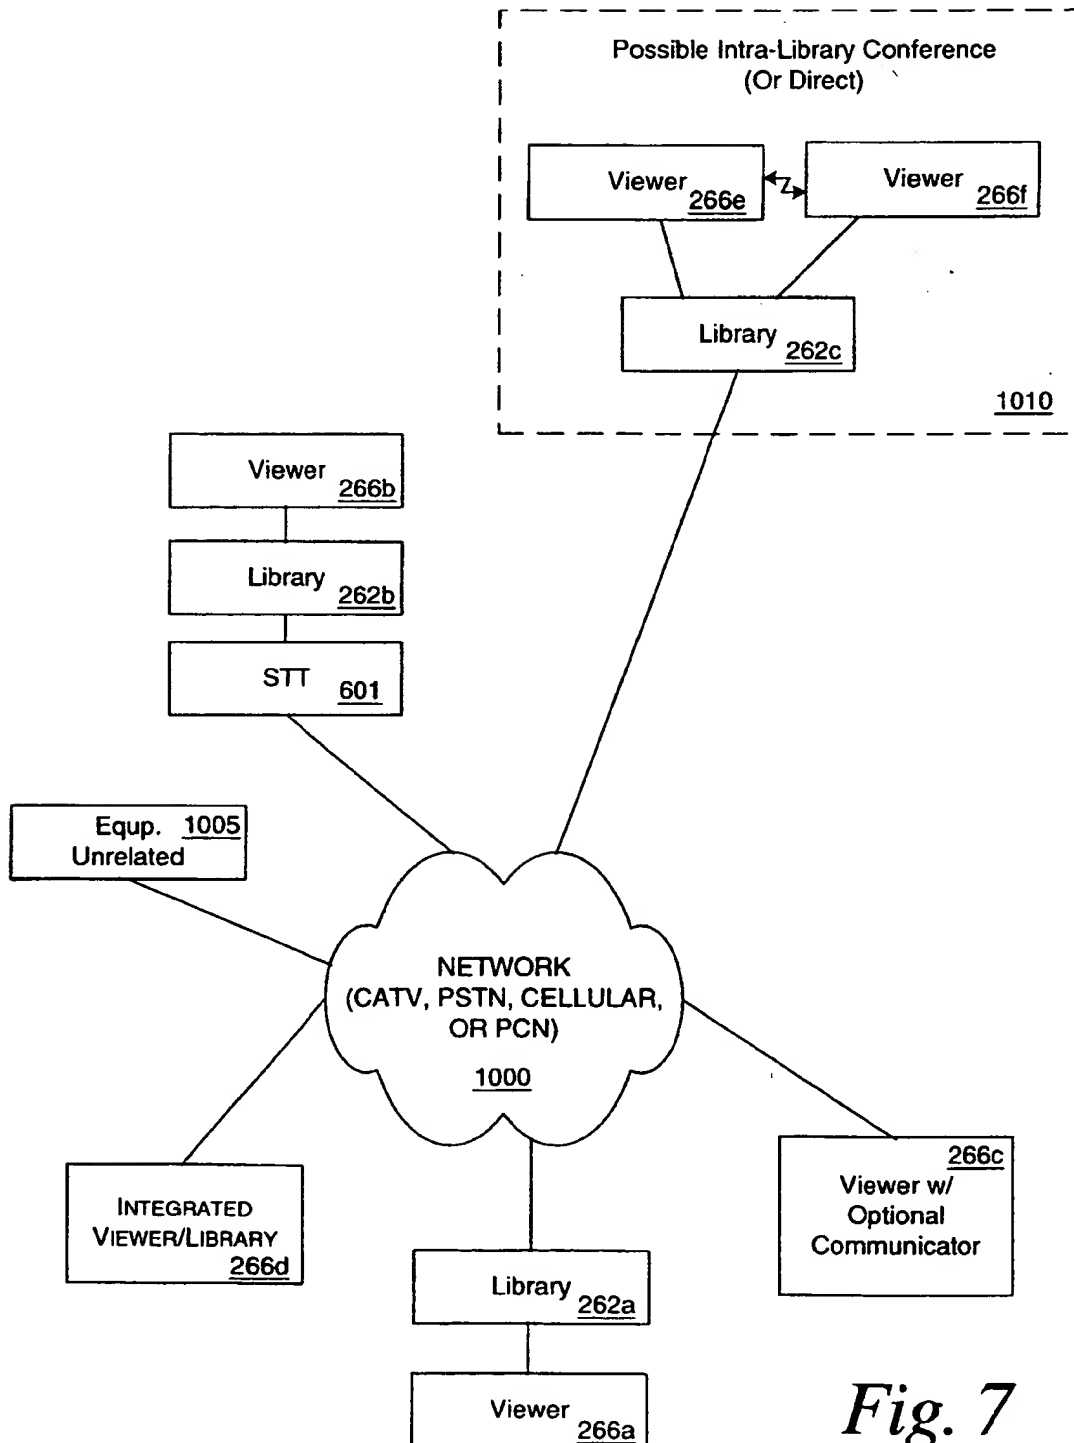 Possible Intra-Library Conference
(Or Direct)
Viewer 266e
Viewer 266f
Library 262c
1010
Viewer 266b
Library 262b
STT 601
Equp. 1005
Unrelated
NETWORK
(CATV, PSTN, CELLULAR,
OR PCN)
1000
INTEGRATED
VIEWER/LIBRARY
266d
266c
Viewer w/
Optional
Communicator
Library 262a
Viewer 266a
Fig. 7